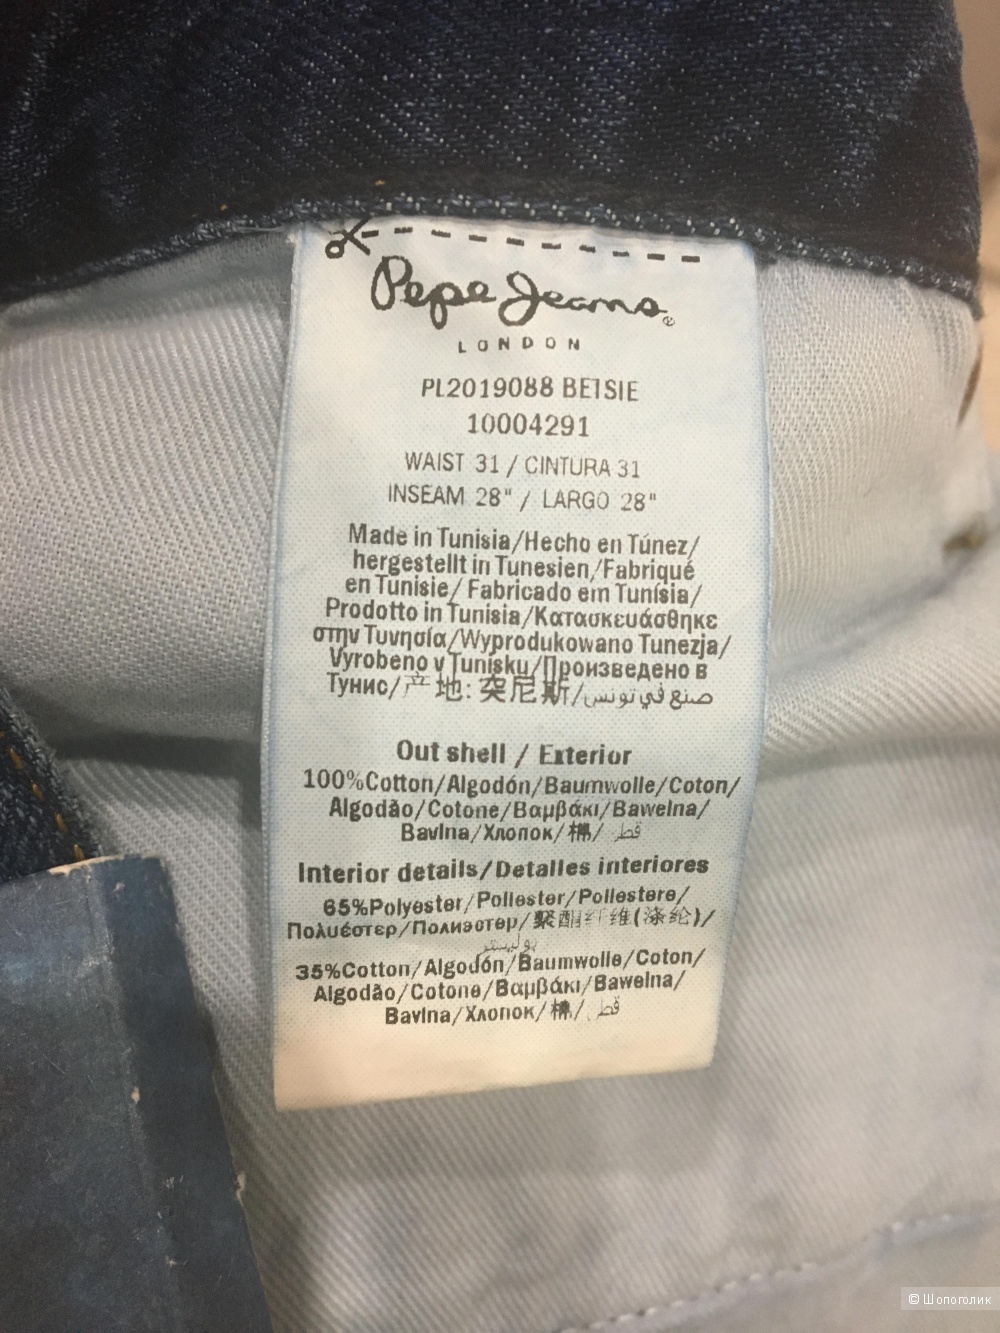 Pepe Jeans®
LONDON
PL2019088 BETSIE
10004291
WAIST 31 / CINTURA 31
INSEAM 28" / LARGO 28"
Made in Tunisia/Hecho en Túnez/
hergestellt in Tunesien/Fabriqué
en Tunisie/ Fabricado em Tunísia/
Prodotto in Tunisia/Κατασκευάσθηκε
στην Τυνησία/Wyprodukowano Tunezja/
Vyrobeno v Tunisku/Произведено в
Тунис/产 地: 突尼斯/صنع في تونس
Out shell / Exterior
100%Cotton/Algodón/Baumwolle/Coton/
Algodão/Cotone/Βαμβάκι/Bawełna/
Bavlna/Хлопок/棉/ قطر
Interior details/Detalles interiores
65%Polyester/Poliester/Poliestere/
Πολυέστερ/Полиэстер/聚酯纤维(涤纶)/
بوليستر
35%Cotton/Algodón/Baumwolle/Coton/
Algodão/Cotone/Βαμβάκι/Bawełna/
Bavlna/Хлопок/棉/ قطر
© Шопоголик